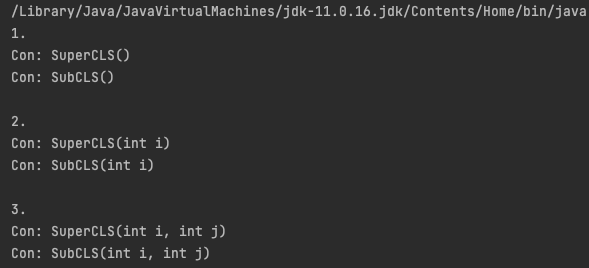 /Library/Java/JavaVirtualMachines/jdk-11.0.16.jdk/Contents/Home/bin/java
1.
Con: SuperCLS()
Con: SubCLS()
2.
Con: SuperCLS(int i)
Con: SubCLS(int i)
3.
Con: SuperCLS(int i, int j)
Con: SubCLS(int i, int j)